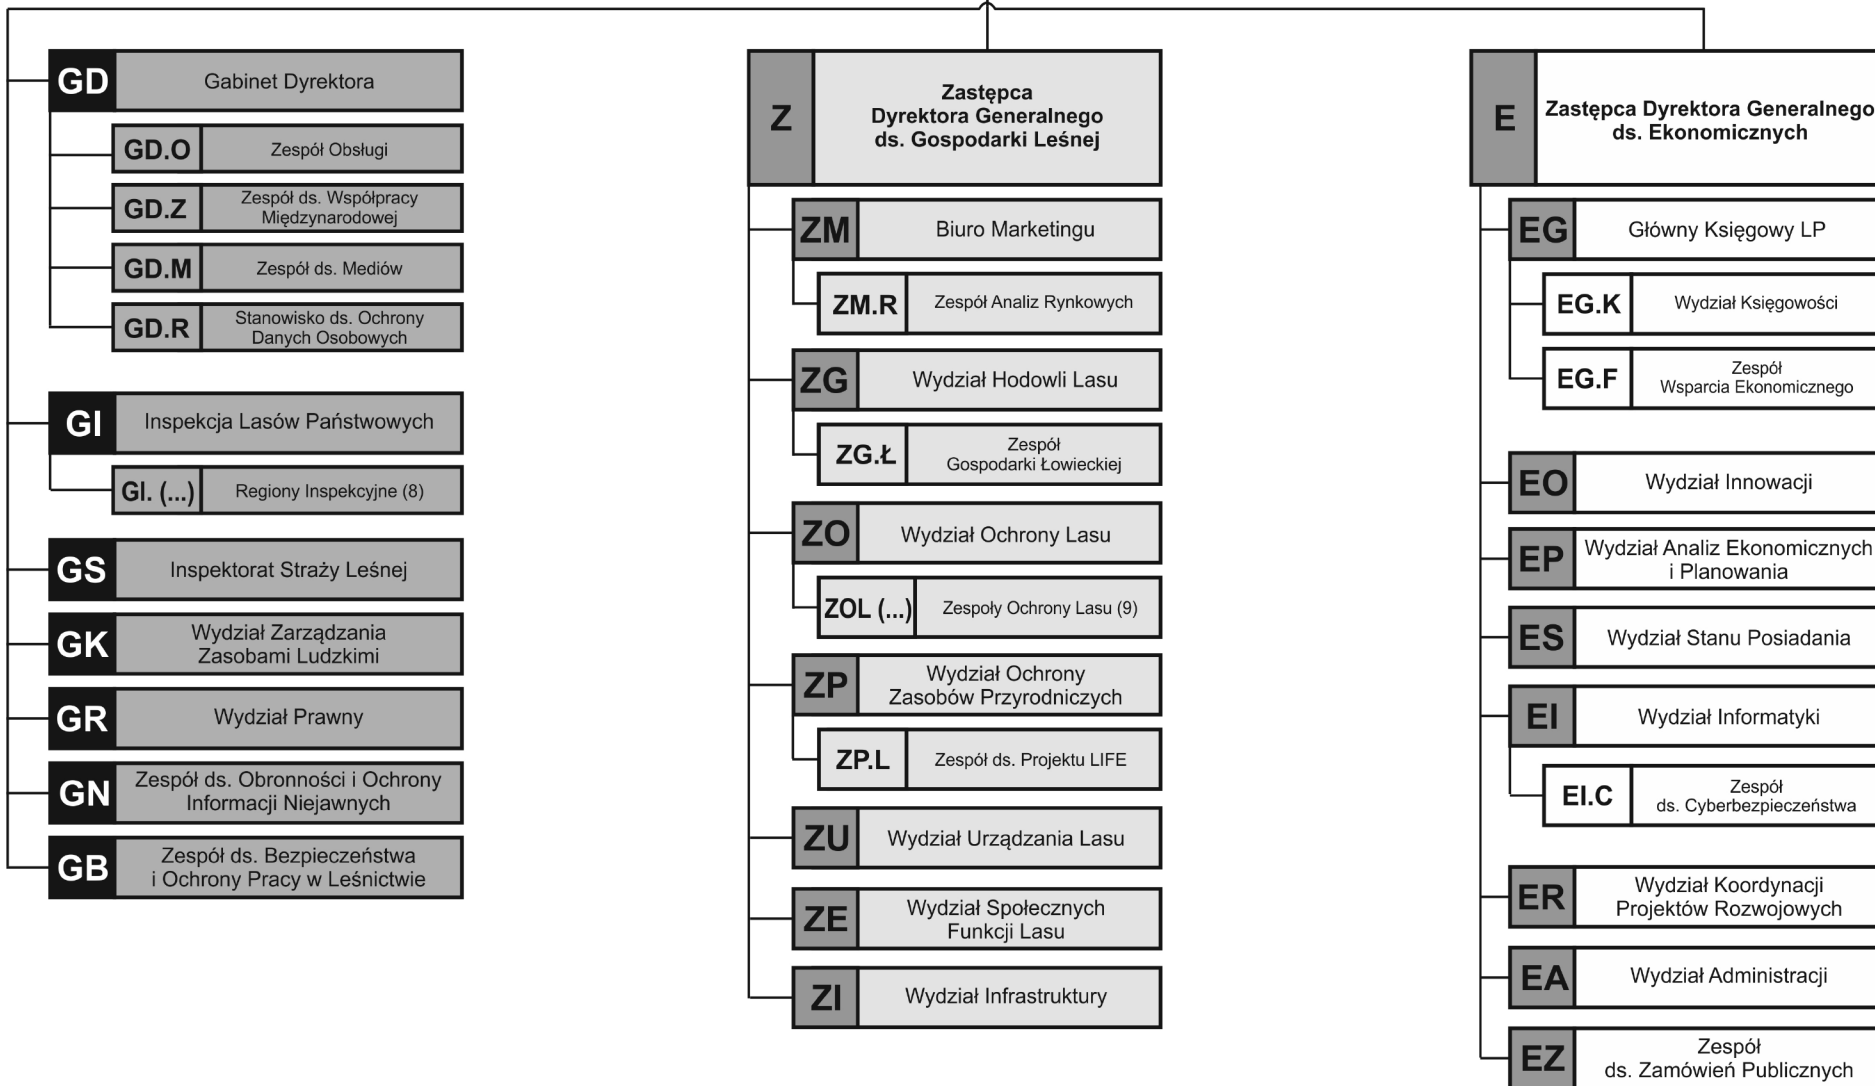 GD
Gabinet Dyrektora
GD.O
Zespół Obsługi
GD.Z
Zespół ds. Współpracy
Międzynarodowej
GD.M
Zespół ds. Mediów
GD.R
Stanowisko ds. Ochrony
Danych Osobowych
GI
Inspekcja Lasów Państwowych
GI. (...)
Regiony Inspekcyjne (8)
GS
Inspektorat Straży Leśnej
GK
Wydział Zarządzania
Zasobami Ludzkimi
GR
Wydział Prawny
GN
Zespół ds. Obronności i Ochrony
Informacji Niejawnych
GB
Zespół ds. Bezpieczeństwa
i Ochrony Pracy w Leśnictwie
Z
Zastępca
Dyrektora Generalnego
ds. Gospodarki Leśnej
ZM
Biuro Marketingu
ZM.R
Zespół Analiz Rynkowych
ZG
Wydział Hodowli Lasu
ZG.Ł
Zespół
Gospodarki Łowieckiej
ZO
Wydział Ochrony Lasu
ZOL (...)
Zespoły Ochrony Lasu (9)
ZP
Wydział Ochrony
Zasobów Przyrodniczych
ZP.L
Zespół ds. Projektu LIFE
ZU
Wydział Urządzania Lasu
ZE
Wydział Społecznych
Funkcji Lasu
ZI
Wydział Infrastruktury
E
Zastępca Dyrektora Generalnego
ds. Ekonomicznych
EG
Główny Księgowy LP
EG.K
Wydział Księgowości
EG.F
Zespół
Wsparcia Ekonomicznego
EO
Wydział Innowacji
EP
Wydział Analiz Ekonomicznych
i Planowania
ES
Wydział Stanu Posiadania
EI
Wydział Informatyki
EI.C
Zespół
ds. Cyberbezpieczeństwa
ER
Wydział Koordynacji
Projektów Rozwojowych
EA
Wydział Administracji
EZ
Zespół
ds. Zamówień Publicznych